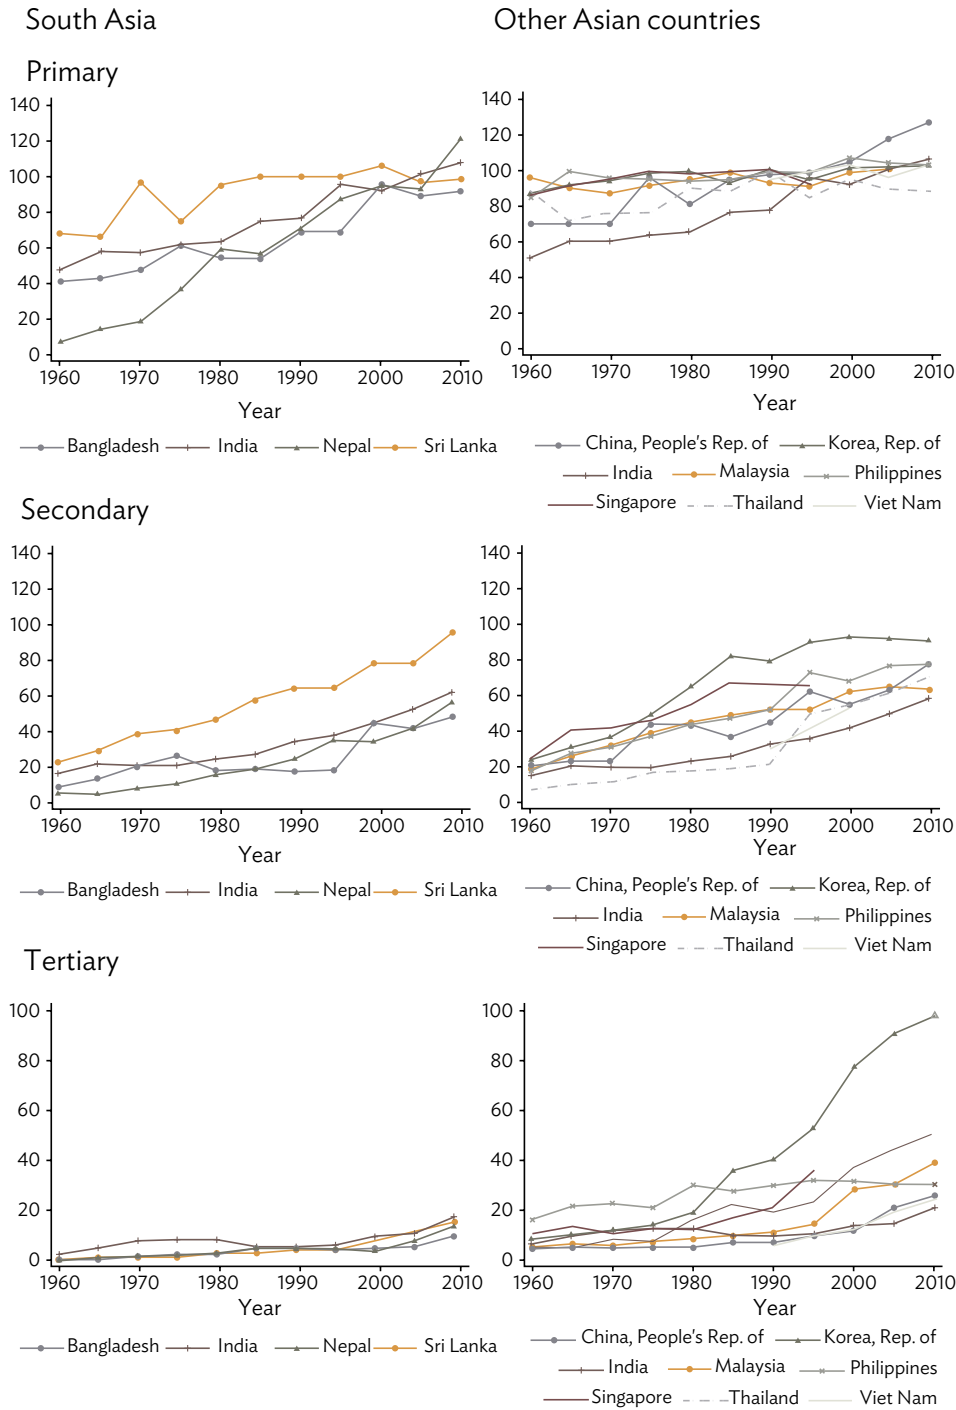 South Asia
Other Asian countries
Primary
140
120
100
80
60
40
20
0
1960 1970 1980 1990 2000 2010
Year
Bangladesh India Nepal Sri Lanka
140
120
100
80
60
40
20
0
1960 1970 1980 1990 2000 2010
Year
China, People's Rep. of Korea, Rep. of
India Malaysia Philippines
Singapore Thailand Viet Nam
Secondary
140
120
100
80
60
40
20
0
1960 1970 1980 1990 2000 2010
Year
Bangladesh India Nepal Sri Lanka
140
120
100
80
60
40
20
0
1960 1970 1980 1990 2000 2010
Year
China, People's Rep. of Korea, Rep. of
India Malaysia Philippines
Singapore Thailand Viet Nam
Tertiary
100
80
60
40
20
0
1960 1970 1980 1990 2000 2010
Year
Bangladesh India Nepal Sri Lanka
100
80
60
40
20
0
1960 1970 1980 1990 2000 2010
Year
China, People's Rep. of Korea, Rep. of
India Malaysia Philippines
Singapore Thailand Viet Nam